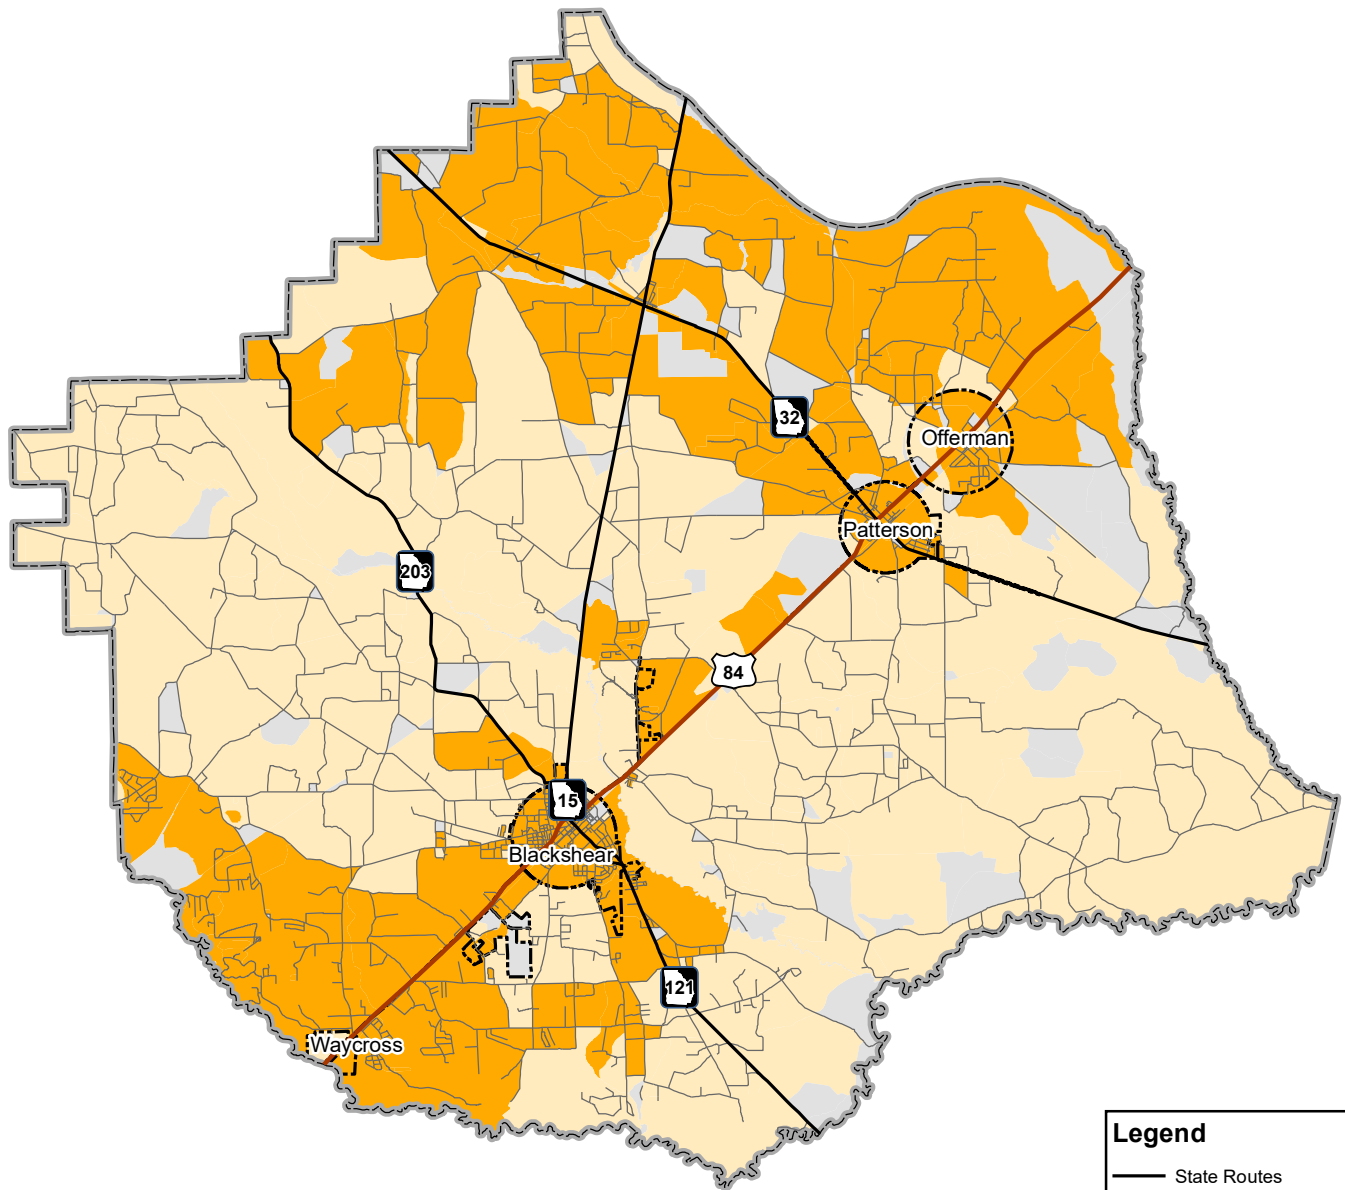 32
Offerman
Patterson
203
84
15
Blackshear
121
Waycross
Legend
State Routes